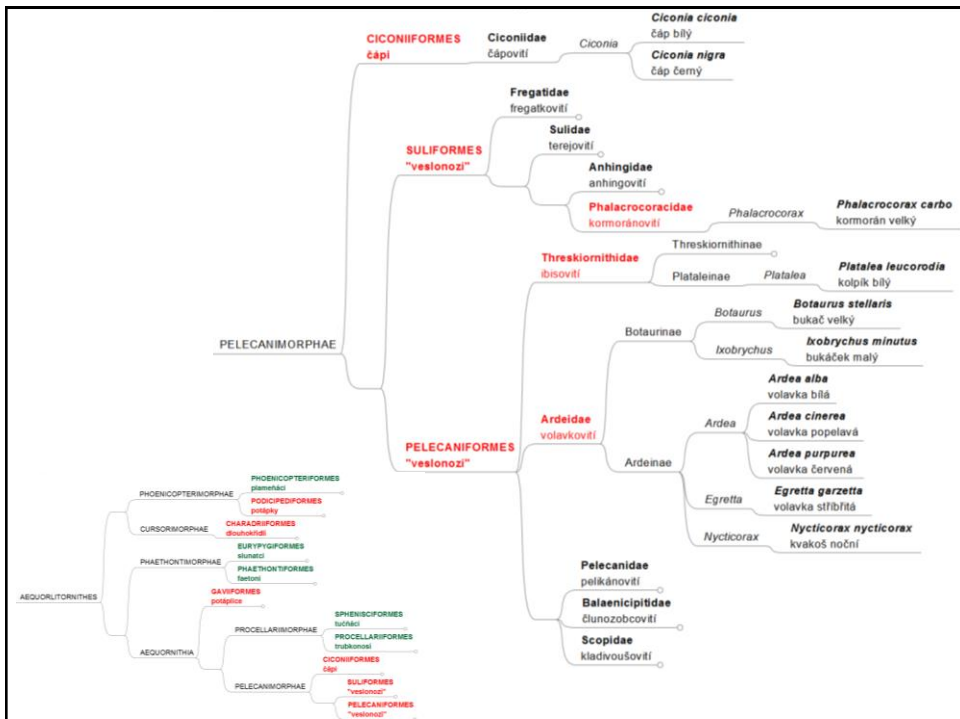 CICONIIFORMES
čápi
Ciconiidae
čápovití
Ciconia
Ciconia ciconia
čáp bílý
Ciconia nigra
čáp černý
Fregatidae
fregatkovití
SULIFORMES
"veslonozí"
Sulidae
terejovití
Anhingidae
anhingovití
Phalacrocoracidae
kormoránovití
Phalacrocorax
Phalacrocorax carbo
kormorán velký
Threskiornithidae
ibisovití
Threskiornithinae
Plataleinae
Platalea
Platalea leucorodia
kolpík bílý
PELECANIMORPHAE
Botaurinae
Botaurus
Botaurus stellaris
bukač velký
Ixobrychus
Ixobrychus minutus
bukáček malý
PELECANIFORMES
"veslonozí"
Ardeidae
volavkovití
Ardeinae
Ardea
Ardea alba
volavka bílá
Ardea cinerea
volavka popelavá
Ardea purpurea
volavka červená
Egretta
Egretta garzetta
volavka stříbřitá
Nycticorax
Nycticorax nycticorax
kvakoš noční
Pelecanidae
pelikánovití
Balaenicipitidae
člunozobcovití
Scopidae
kladivoušovití
AEQUORLITORNITHES
PHOENICOPTERIMORPHAE
PHOENICOPTERIFORMES
plameňáci
PODICIPEDIFORMES
potápky
CURSORIMORPHAE
CHARADRIIFORMES
dlouhokřídlí
PHAETHONTIMORPHAE
EURYPYGIFORMES
slunatci
PHAETHONTIFORMES
faetoni
AEQUORNITHIA
GAVIIFORMES
potáplice
PROCELLARIIMORPHAE
SPHENISCIFORMES
tučňáci
PROCELLARIIFORMES
trubkonosí
PELECANIMORPHAE
CICONIIFORMES
čápi
SULIFORMES
"veslonozí"
PELECANIFORMES
"veslonozí"